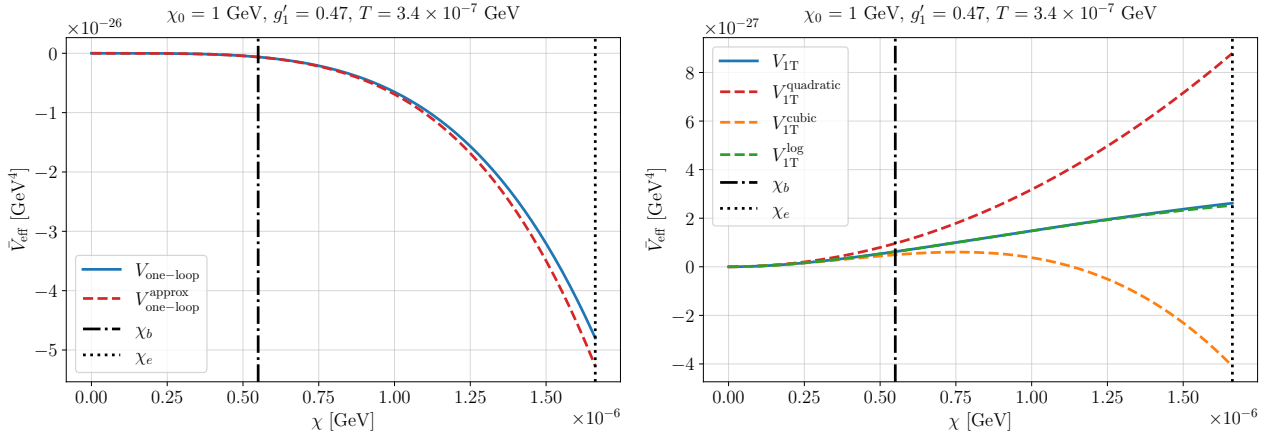 χ₀ = 1 GeV, g′₁ = 0.47, T = 3.4 × 10⁻⁷ GeV
×10⁻²⁶
0
−1
−2
−3
−4
−5
V̄eff [GeV⁴]
Vone−loop
V^approx_one−loop
χb
χe
0.00 0.25 0.50 0.75 1.00 1.25 1.50
×10⁻⁶
χ [GeV]
χ₀ = 1 GeV, g′₁ = 0.47, T = 3.4 × 10⁻⁷ GeV
×10⁻²⁷
8
6
4
2
0
−2
−4
V̄eff [GeV⁴]
V1T
V^quadratic_1T
V^cubic_1T
V^log_1T
χb
χe
0.00 0.25 0.50 0.75 1.00 1.25 1.50
×10⁻⁶
χ [GeV]